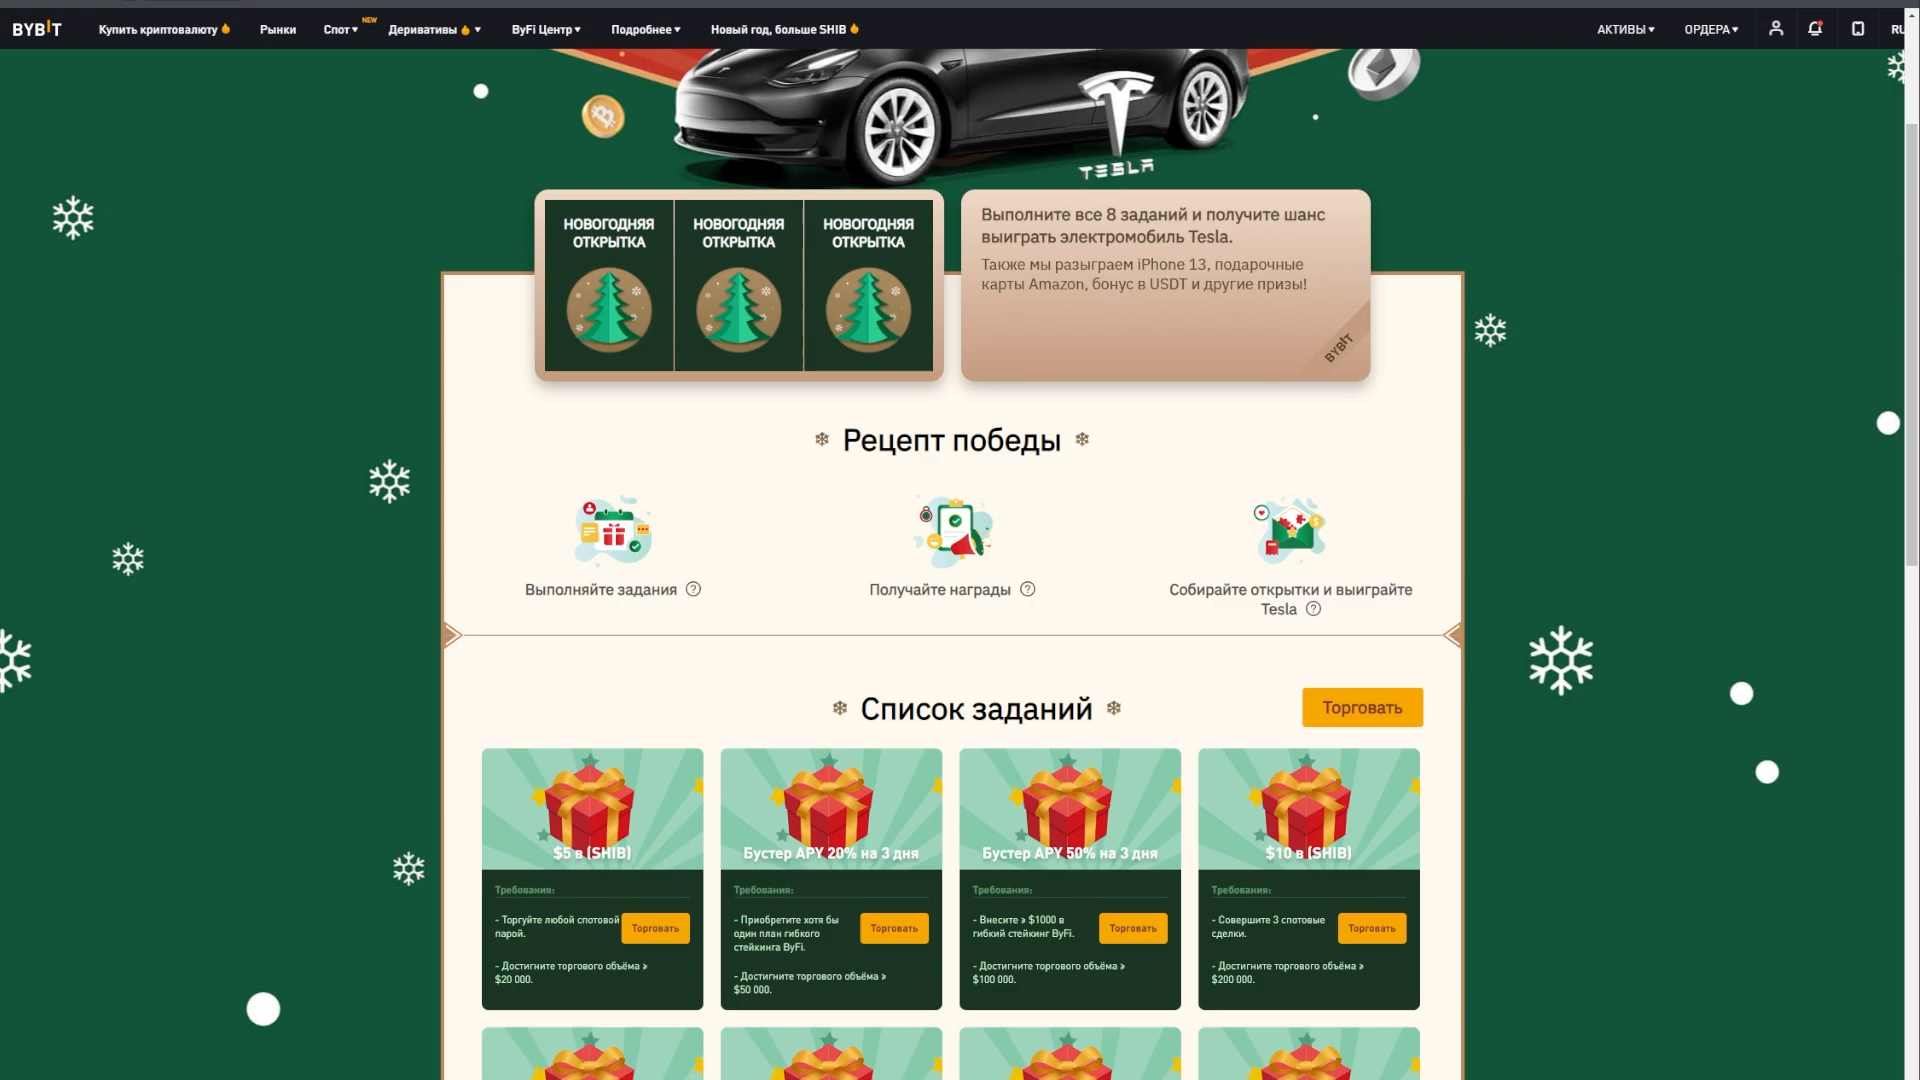 BYBIT
Купить криптовалюту
Рынки
Спот
NEW
Деривативы
ByFi Центр
Подробнее
Новый год, больше SHIB
АКТИВЫ
ОРДЕРА
RU
TESLA
НОВОГОДНЯЯ ОТКРЫТКА
НОВОГОДНЯЯ ОТКРЫТКА
НОВОГОДНЯЯ ОТКРЫТКА
Выполните все 8 заданий и получите шанс
выиграть электромобиль Tesla.
Также мы разыграем iPhone 13, подарочные
карты Amazon, бонус в USDT и другие призы!
BYBIT
Рецепт победы
Выполняйте задания
Получайте награды
Собирайте открытки и выиграйте
Tesla
Список заданий
Торговать
$5 в (SHIB)
Требования:
- Торгуйте любой спотовой
парой.
Торговать
- Достигните торгового объёма ≥
$20 000.
Бустер APY 20% на 3 дня
Требования:
- Приобретите хотя бы
один план гибкого
стейкинга ByFi.
Торговать
- Достигните торгового объёма ≥
$50 000.
Бустер APY 50% на 3 дня
Требования:
- Внесите ≥ $1000 в
гибкий стейкинг ByFi.
Торговать
- Достигните торгового объёма ≥
$100 000.
$10 в (SHIB)
Требования:
- Совершите 3 спотовые
сделки.
Торговать
- Достигните торгового объёма ≥
$200 000.